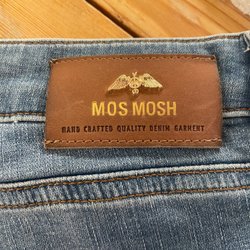 MOS MOSH
HAND CRAFTED QUALITY DENIM GARMENT